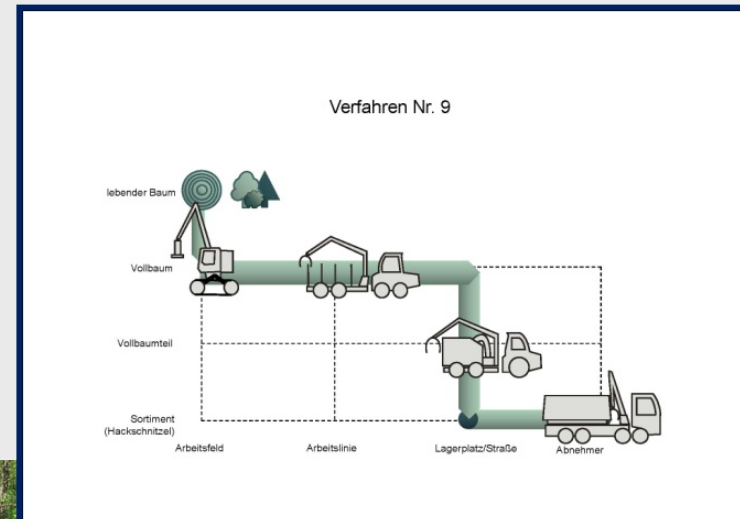 Verfahren Nr. 9
lebender Baum
Vollbaum
Vollbaumteil
Sortiment
(Hackschnitzel)
Arbeitsfeld
Arbeitslinie
Lagerplatz/Straße
Abnehmer